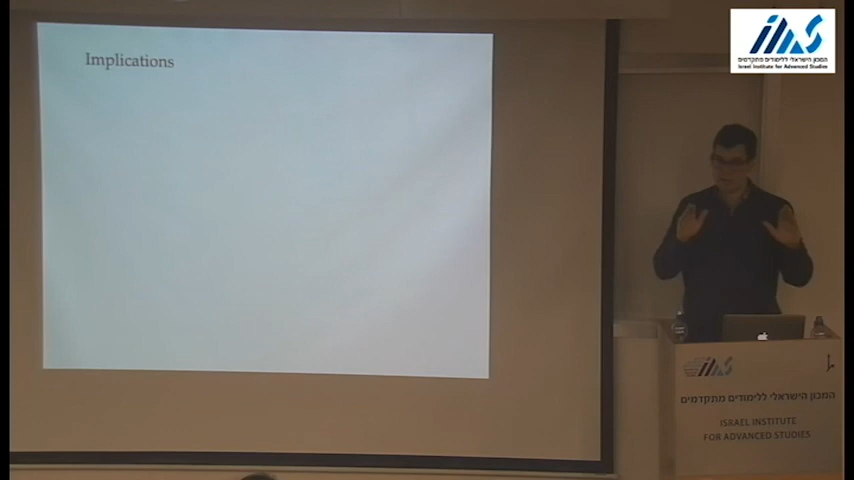 Implications
המכון הישראלי ללימודים מתקדמים
Israel Institute for Advanced Studies
המכון הישראלי ללימודים מתקדמים
ISRAEL INSTITUTE
FOR ADVANCED STUDIES